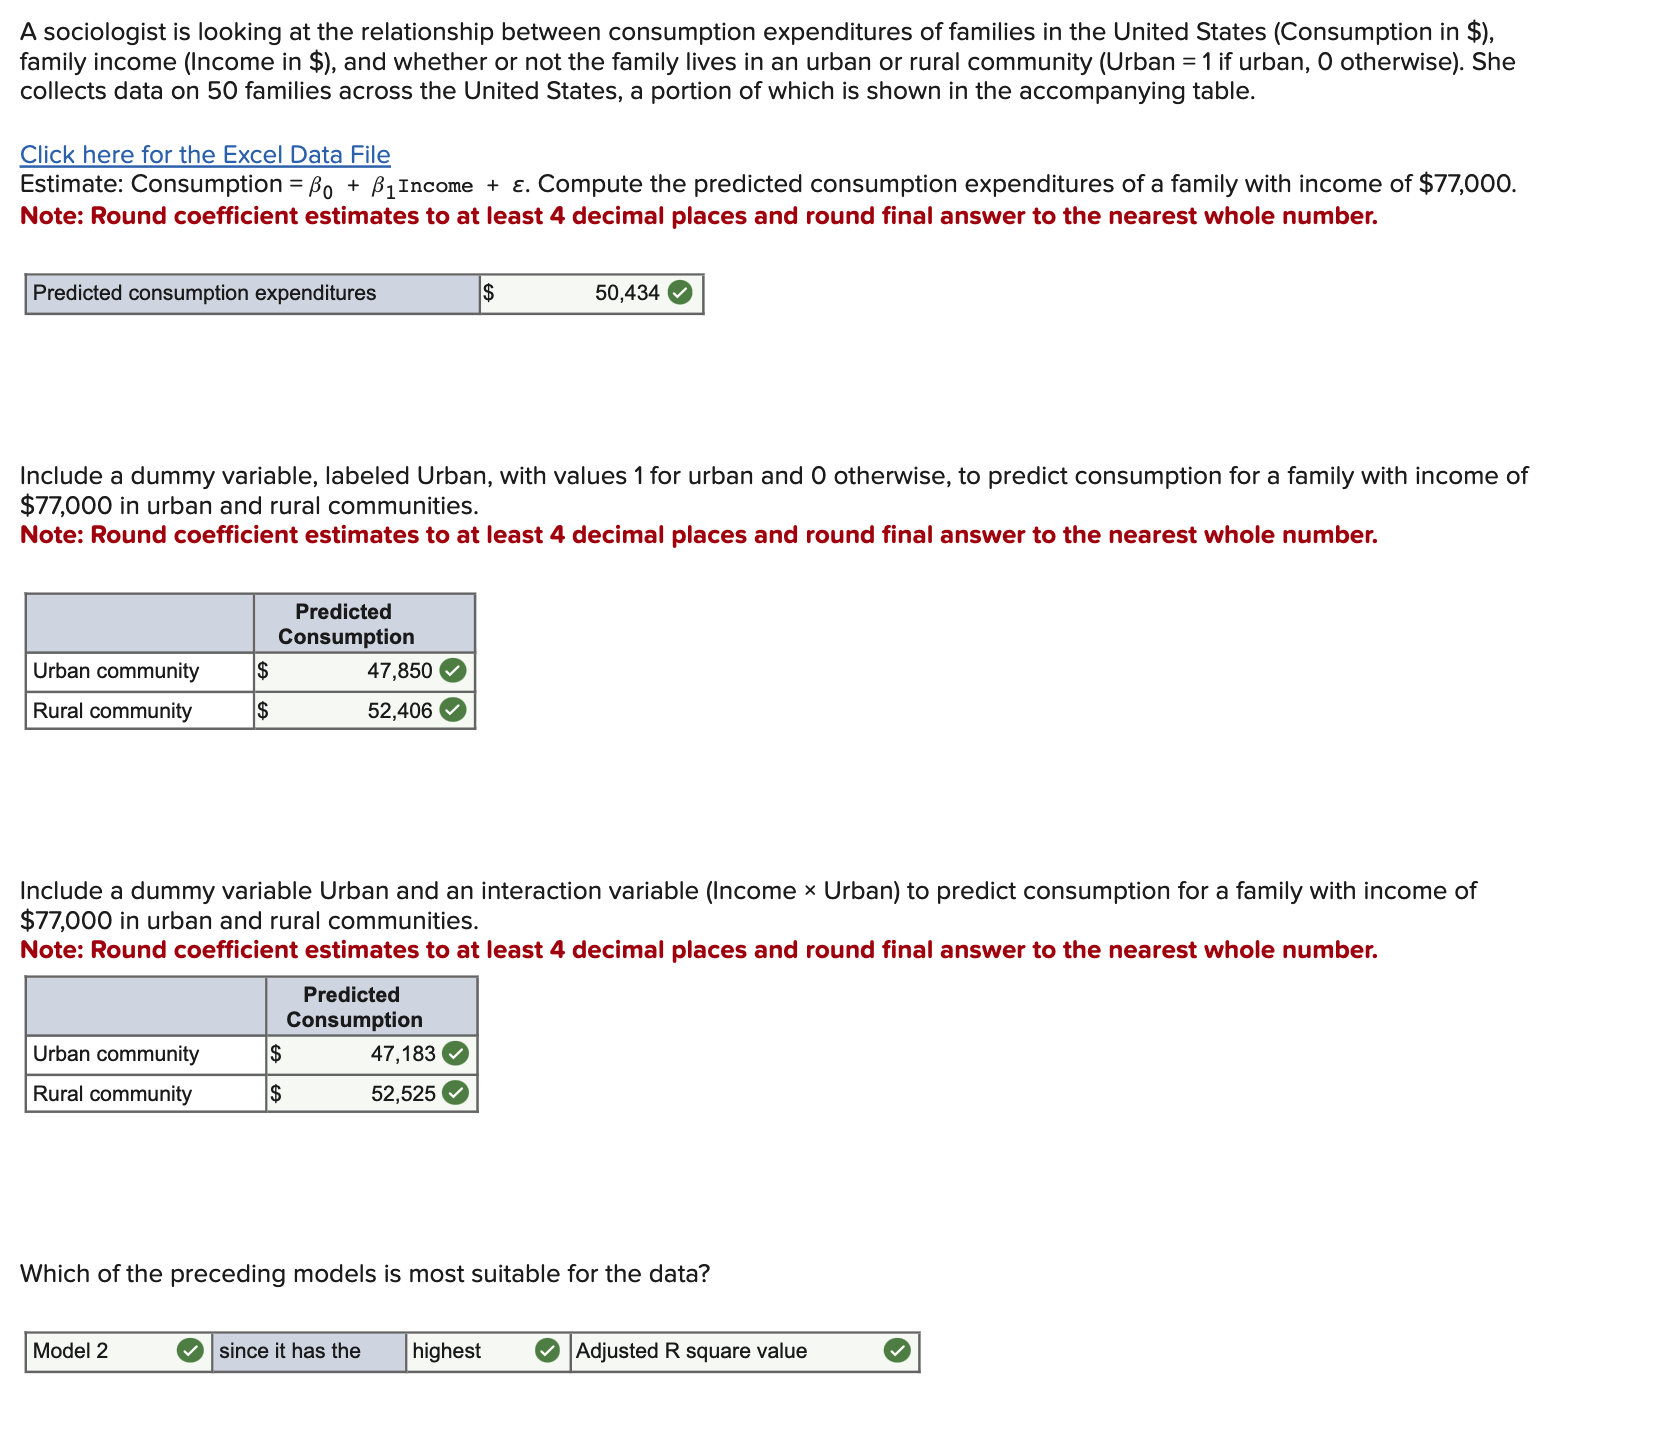 A sociologist is looking at the relationship between consumption expenditures of families in the United States (Consumption in $),
family income (Income in $), and whether or not the family lives in an urban or rural community (Urban = 1 if urban, 0 otherwise). She
collects data on 50 families across the United States, a portion of which is shown in the accompanying table.
Click here for the Excel Data File
Estimate: Consumption = β₀ + β₁Income + ε. Compute the predicted consumption expenditures of a family with income of $77,000.
Note: Round coefficient estimates to at least 4 decimal places and round final answer to the nearest whole number.
Predicted consumption expenditures $ 50,434
Include a dummy variable, labeled Urban, with values 1 for urban and 0 otherwise, to predict consumption for a family with income of
$77,000 in urban and rural communities.
Note: Round coefficient estimates to at least 4 decimal places and round final answer to the nearest whole number.
Predicted
Consumption
Urban community $ 47,850
Rural community $ 52,406
Include a dummy variable Urban and an interaction variable (Income × Urban) to predict consumption for a family with income of
$77,000 in urban and rural communities.
Note: Round coefficient estimates to at least 4 decimal places and round final answer to the nearest whole number.
Predicted
Consumption
Urban community $ 47,183
Rural community $ 52,525
Which of the preceding models is most suitable for the data?
Model 2 since it has the highest Adjusted R square value